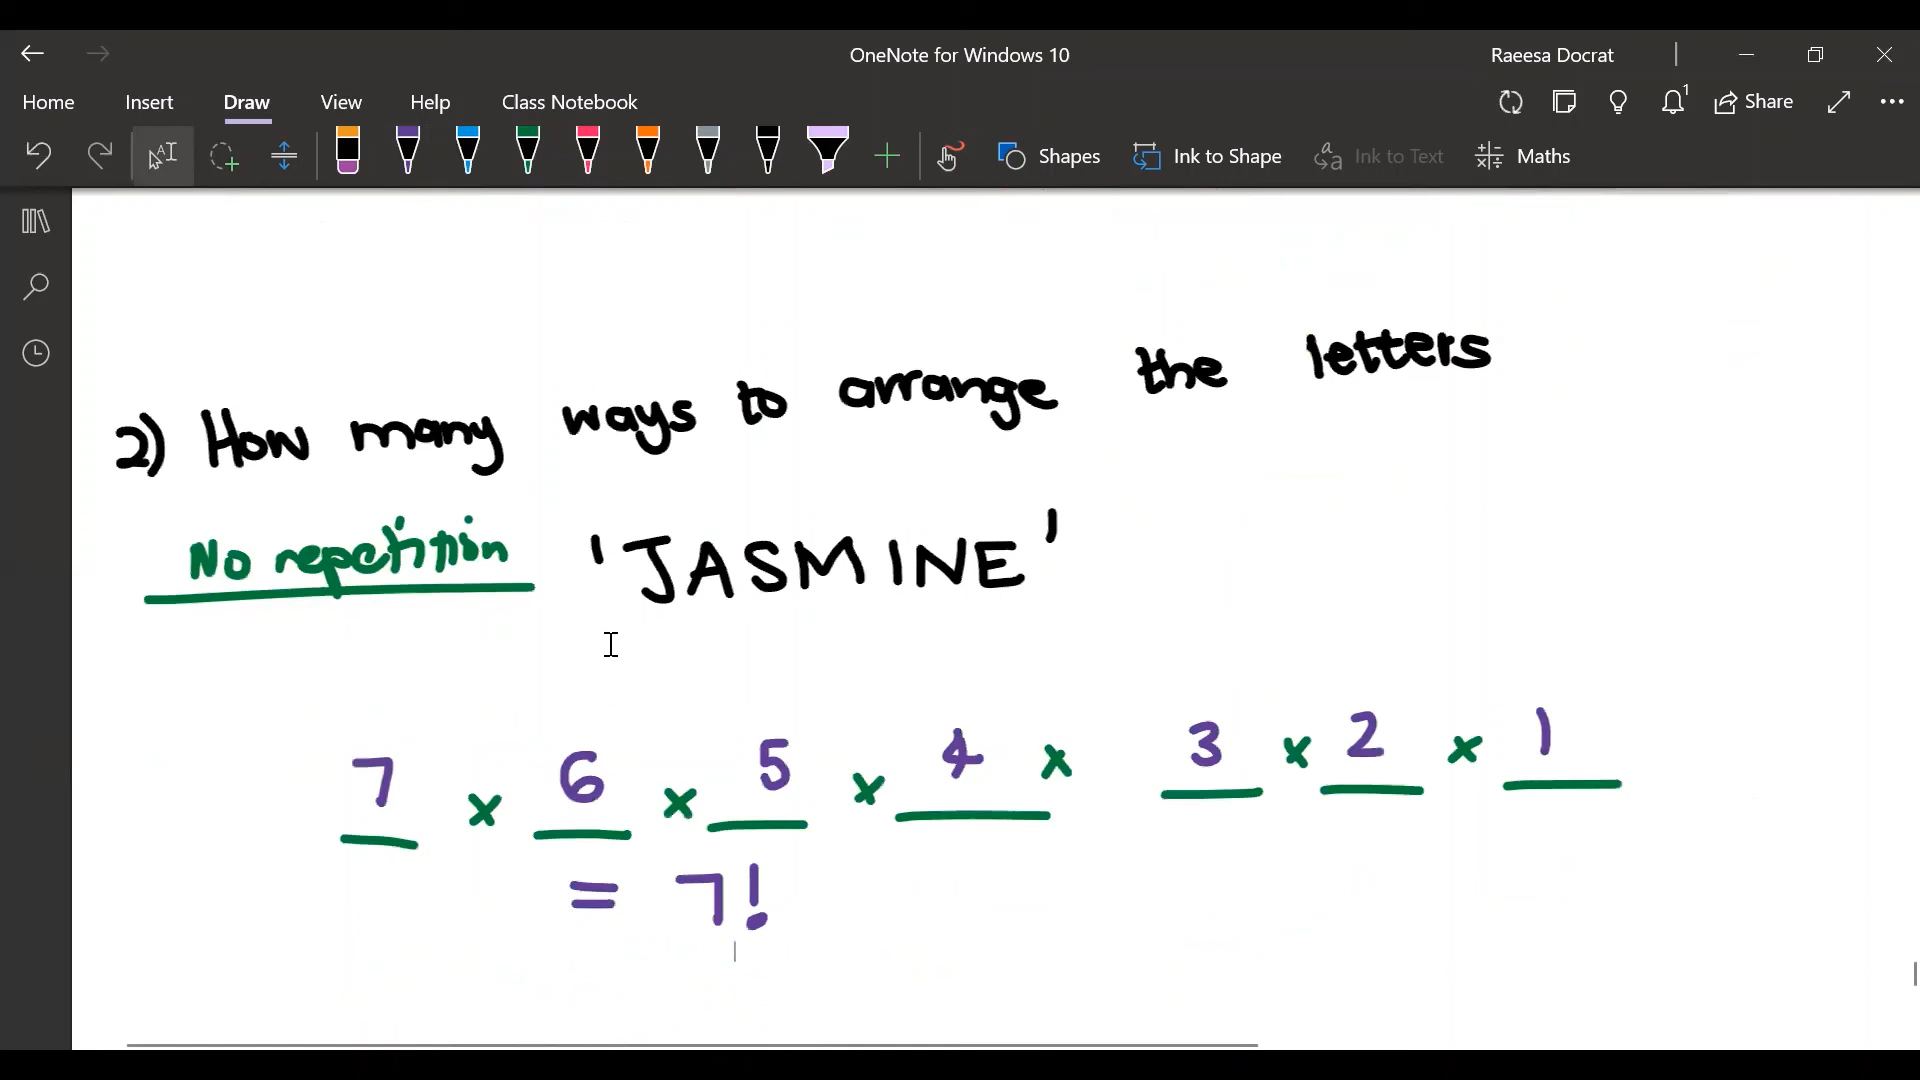 OneNote for Windows 10
Raeesa Docrat
Home Insert Draw View Help Class Notebook
1
Share
Shapes
Ink to Shape
Ink to Text
Maths
2) How many ways to arrange the letters
No repetition 'JASMINE'
7 x 6 x 5 x 4 x 3 x 2 x 1
= 7!